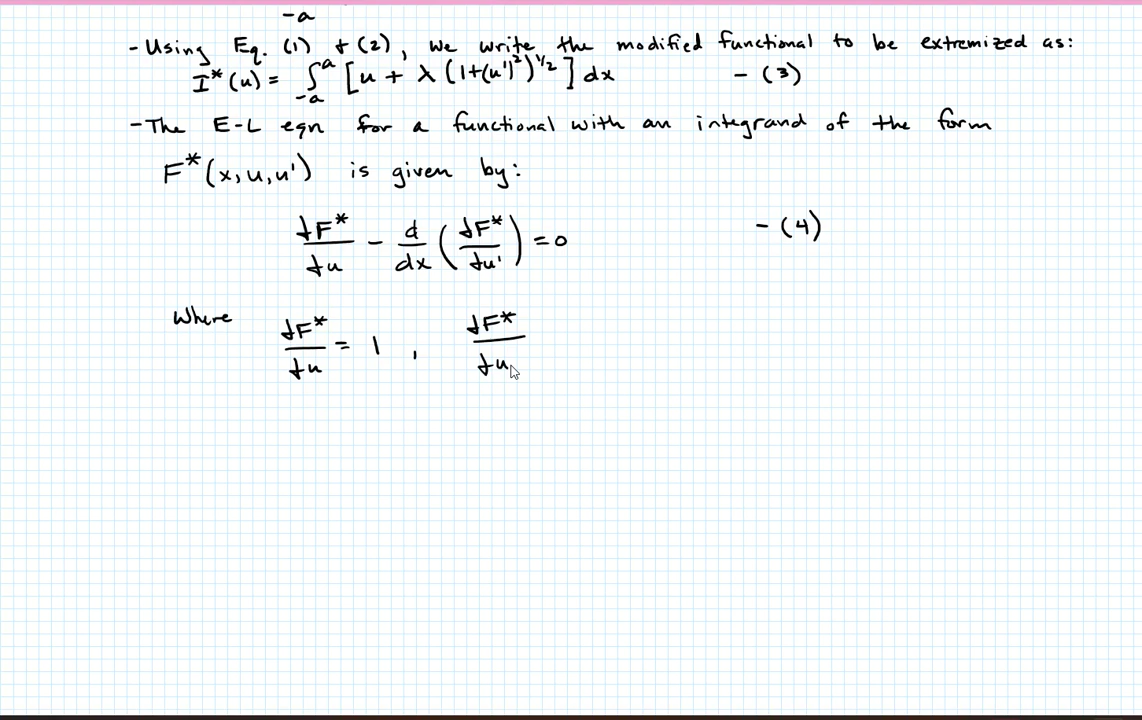 -a
- Using Eq. (1) + (2), we write the modified functional to be extremized as:
I*(u) = ∫_{-a}^{a} [u + λ (1+(u')²)^{1/2}] dx - (3)
- The E-L eqn for a functional with an integrand of the form
F*(x, u, u') is given by:
∂F*/∂u - d/dx (∂F*/∂u') = 0 - (4)
Where ∂F*/∂u = 1 , ∂F*/∂u